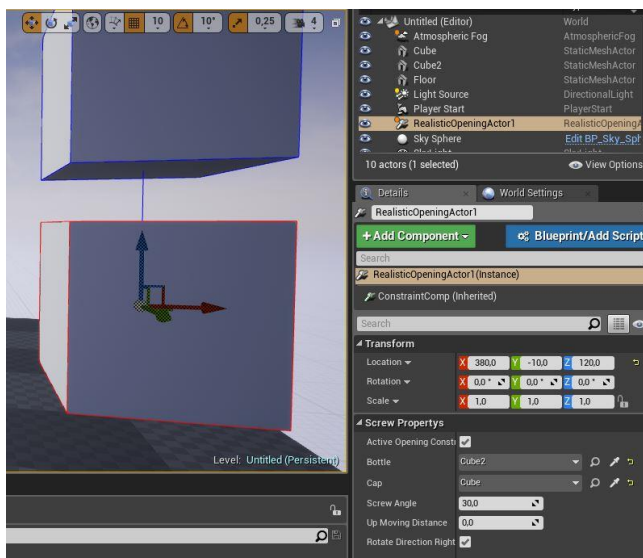 10
10°
0,25
4
Untitled (Editor) World
Atmospheric Fog AtmosphericFog
Cube StaticMeshActor
Cube2 StaticMeshActor
Floor StaticMeshActor
Light Source DirectionalLight
Player Start PlayerStart
RealisticOpeningActor1 RealisticOpeningA
Sky Sphere Edit BP_Sky_Sph
10 actors (1 selected) View Options
Details World Settings
RealisticOpeningActor1
+ Add Component Blueprint/Add Script
Search
RealisticOpeningActor1(Instance)
ConstraintComp (Inherited)
Search
Transform
Location X 380,0 Y -10,0 Z 120,0
Rotation X 0,0 ° Y 0,0 ° Z 0,0 °
Scale X 1,0 Y 1,0 Z 1,0
Screw Propertys
Active Opening Consti
Bottle Cube2
Cap Cube
Screw Angle 30,0
Up Moving Distance 0,0
Rotate Direction Right
Level: Untitled (Persistent)